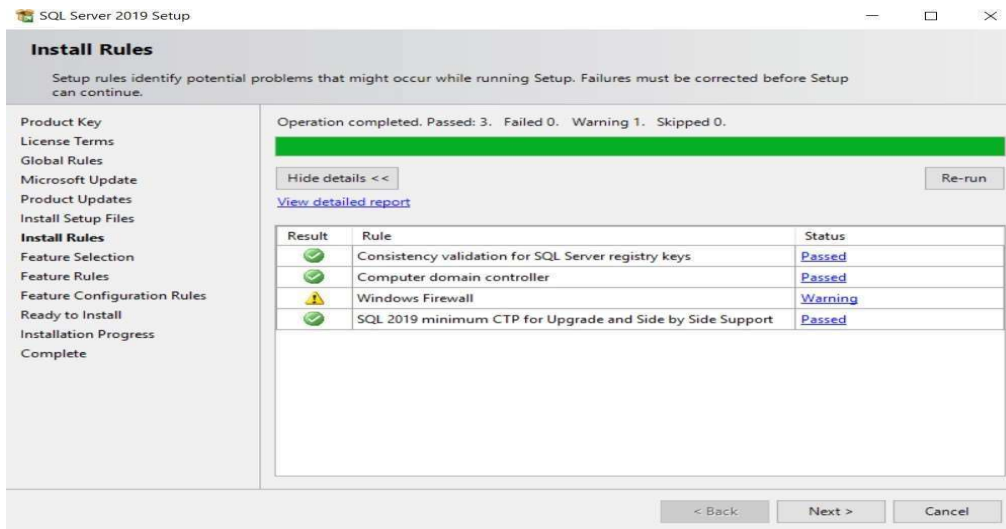 SQL Server 2019 Setup
Install Rules
Setup rules identify potential problems that might occur while running Setup. Failures must be corrected before Setup
can continue.
Product Key
License Terms
Global Rules
Microsoft Update
Product Updates
Install Setup Files
Install Rules
Feature Selection
Feature Rules
Feature Configuration Rules
Ready to Install
Installation Progress
Complete
Operation completed. Passed: 3. Failed 0. Warning 1. Skipped 0.
Hide details <<
Re-run
View detailed report
Result Rule Status
Consistency validation for SQL Server registry keys Passed
Computer domain controller Passed
Windows Firewall Warning
SQL 2019 minimum CTP for Upgrade and Side by Side Support Passed
< Back Next > Cancel